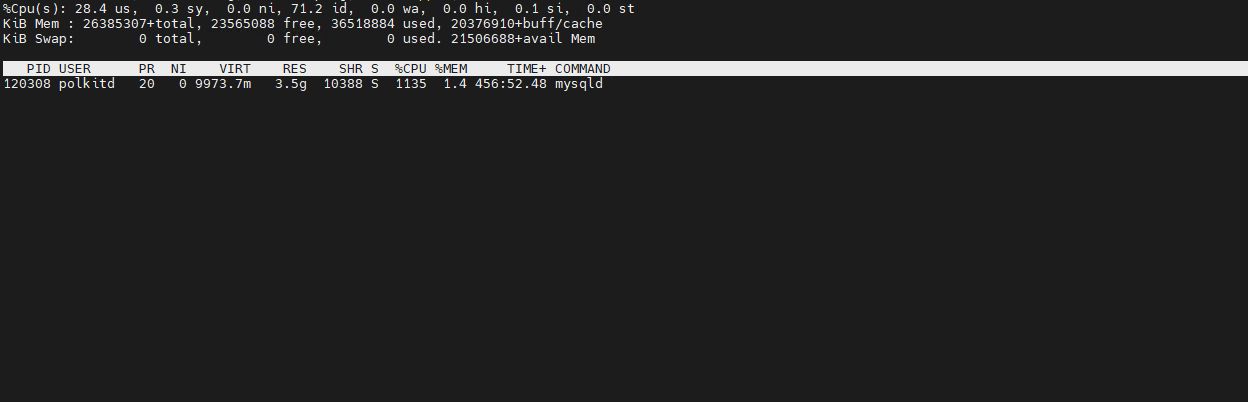 %Cpu(s): 28.4 us,  0.3 sy,  0.0 ni, 71.2 id,  0.0 wa,  0.0 hi,  0.1 si,  0.0 st
KiB Mem : 26385307+total, 23565088 free, 36518884 used, 20376910+buff/cache
KiB Swap:        0 total,        0 free,        0 used. 21506688+avail Mem
   PID USER      PR  NI    VIRT    RES    SHR S  %CPU %MEM     TIME+ COMMAND
120308 polkitd   20   0 9973.7m   3.5g  10388 S  1135  1.4 456:52.48 mysqld